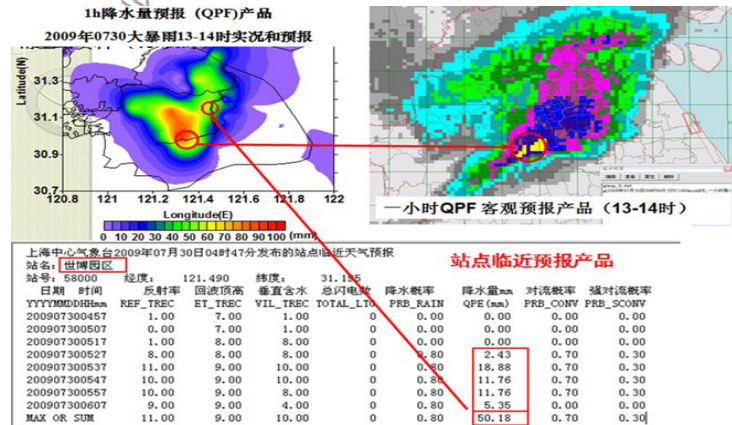 1h降水量预报(QPF)产品
2009年0730大暴雨13-14时实况和预报
Latitude(N)
31.3
31.1
30.9
30.7
120.8 121 121.2 121.4 121.6 121.8 122
Longitude(E)
0 10 20 30 40 50 60 70 80 90 100 (mm)
一小时QPF 客观预报产品(13-14时)
上海中心气象台2009年07月30日04时47分发布的站点临近天气预报
站点临近预报产品
站名: 世博园区
站号: 58000 经度: 121.490 纬度: 31.195
日期 时间 反射率 回波顶高 垂直含水 总闪电数 降水概率 降水量mm 对流概率 强对流概率
YYYYMMDDHHmm REF_TREC ET_TREC VIL_TREC TOTAL_LTG PRB_RAIN QPE(mm) PRB_CONV PRB_SCONV
200907300457 1.00 7.00 1.00 0 0.00 0.00 0.00 0.00
200907300507 0.00 7.00 1.00 0 0.00 0.00 0.00 0.00
200907300517 1.00 8.00 8.00 0 0.00 0.00 0.00 0.00
200907300527 8.00 8.00 8.00 0 0.80 2.43 0.70 0.30
200907300537 11.00 9.00 10.00 0 0.80 18.88 0.70 0.30
200907300547 10.00 9.00 10.00 0 0.80 11.76 0.70 0.30
200907300557 10.00 9.00 8.00 0 0.80 11.76 0.70 0.30
200907300607 9.00 9.00 4.00 0 0.80 5.35 0.00 0.00
MAX OR SUM 11.00 9.00 10.00 0 0.80 50.18 0.70 0.30